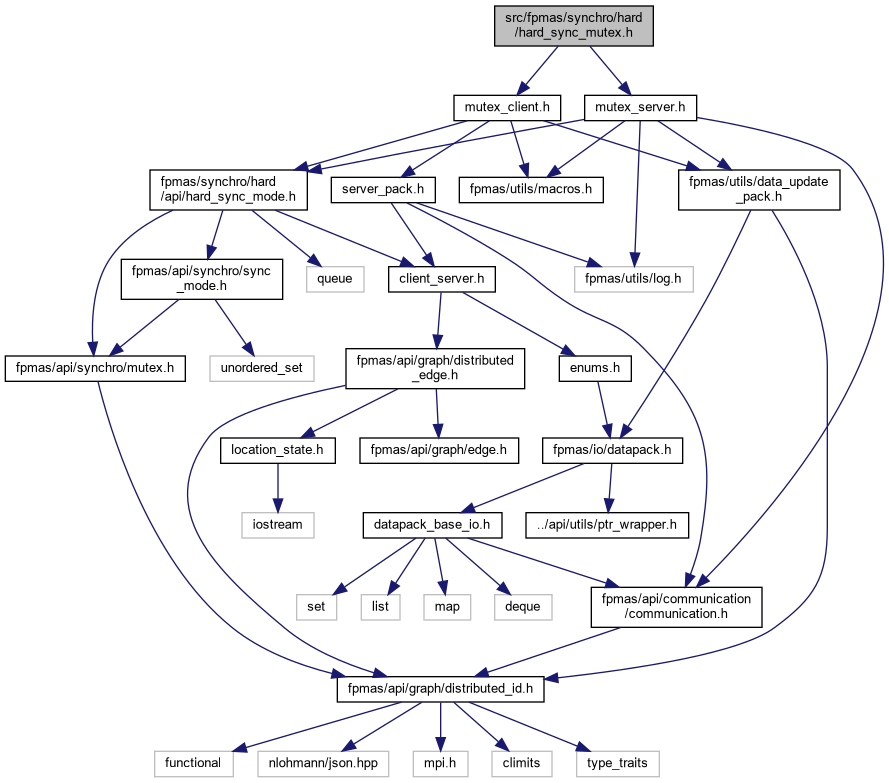 src/fpmas/synchro/hard
/hard_sync_mutex.h
mutex_client.h
mutex_server.h
fpmas/synchro/hard
/api/hard_sync_mode.h
server_pack.h
fpmas/utils/macros.h
fpmas/utils/data_update
_pack.h
fpmas/api/synchro/sync
_mode.h
queue
client_server.h
fpmas/utils/log.h
fpmas/api/synchro/mutex.h
unordered_set
fpmas/api/graph/distributed
_edge.h
enums.h
location_state.h
fpmas/api/graph/edge.h
fpmas/io/datapack.h
iostream
datapack_base_io.h
../api/utils/ptr_wrapper.h
set
list
map
deque
fpmas/api/communication
/communication.h
fpmas/api/graph/distributed_id.h
functional
nlohmann/json.hpp
mpi.h
climits
type_traits